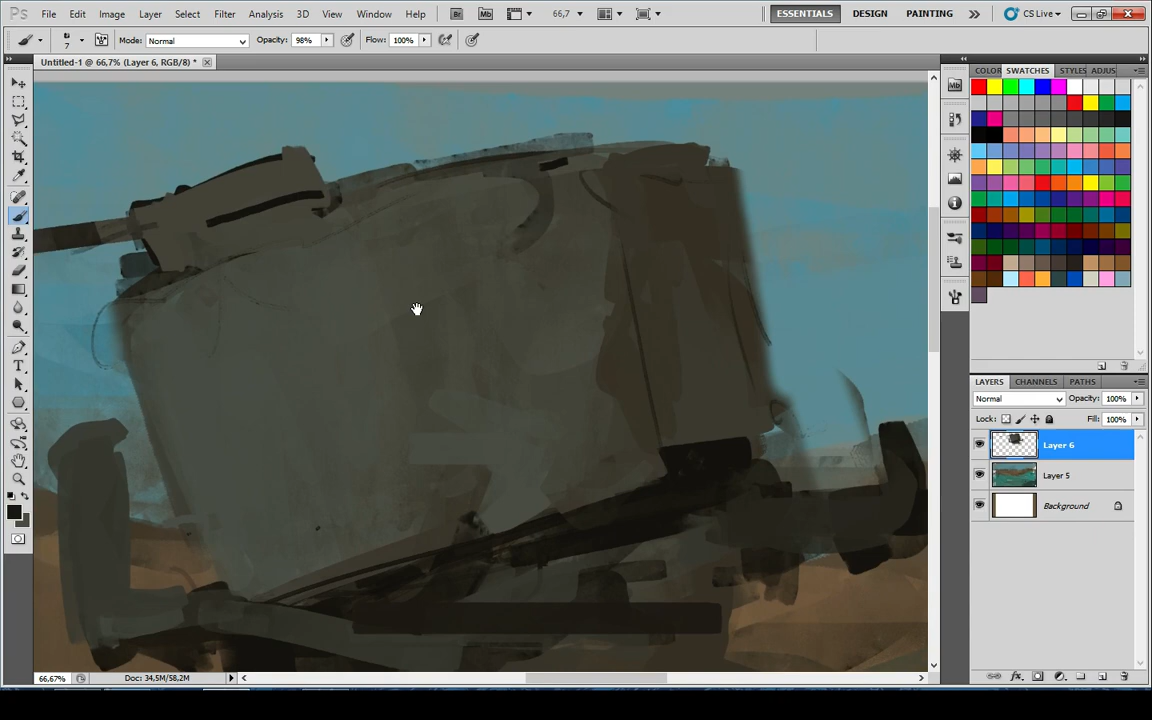 Ps File Edit Image Layer Select Filter Analysis 3D View Window Help Br Mb 66,7 ESSENTIALS DESIGN PAINTING CS Live
7 Mode: Normal Opacity: 98% Flow: 100%
Untitled-1 @ 66,7% (Layer 6, RGB/8) *
COLOR SWATCHES STYLES ADJUS
Mb
LAYERS CHANNELS PATHS
Normal Opacity: 100%
Lock: Fill: 100%
Layer 6
Layer 5
Background
66,67% Doc: 34,5M/58,2M